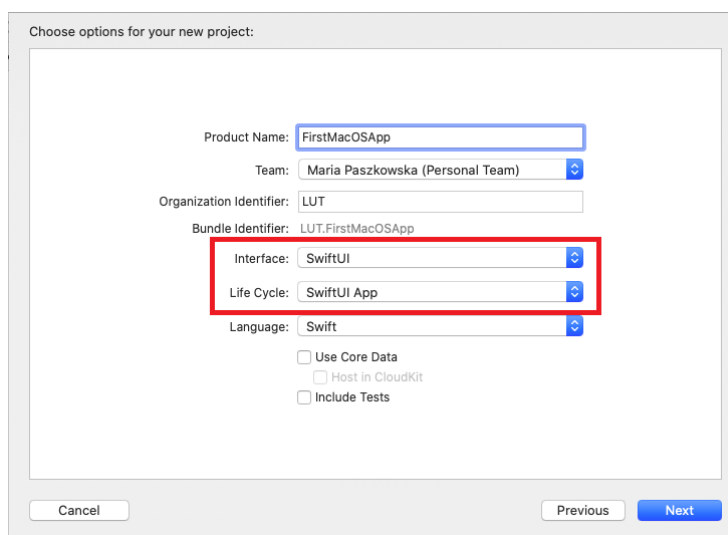 Choose options for your new project:
Product Name: FirstMacOSApp
Team: Maria Paszkowska (Personal Team)
Organization Identifier: LUT
Bundle Identifier: LUT.FirstMacOSApp
Interface: SwiftUI
Life Cycle: SwiftUI App
Language: Swift
Use Core Data
Host in CloudKit
Include Tests
Cancel Previous Next